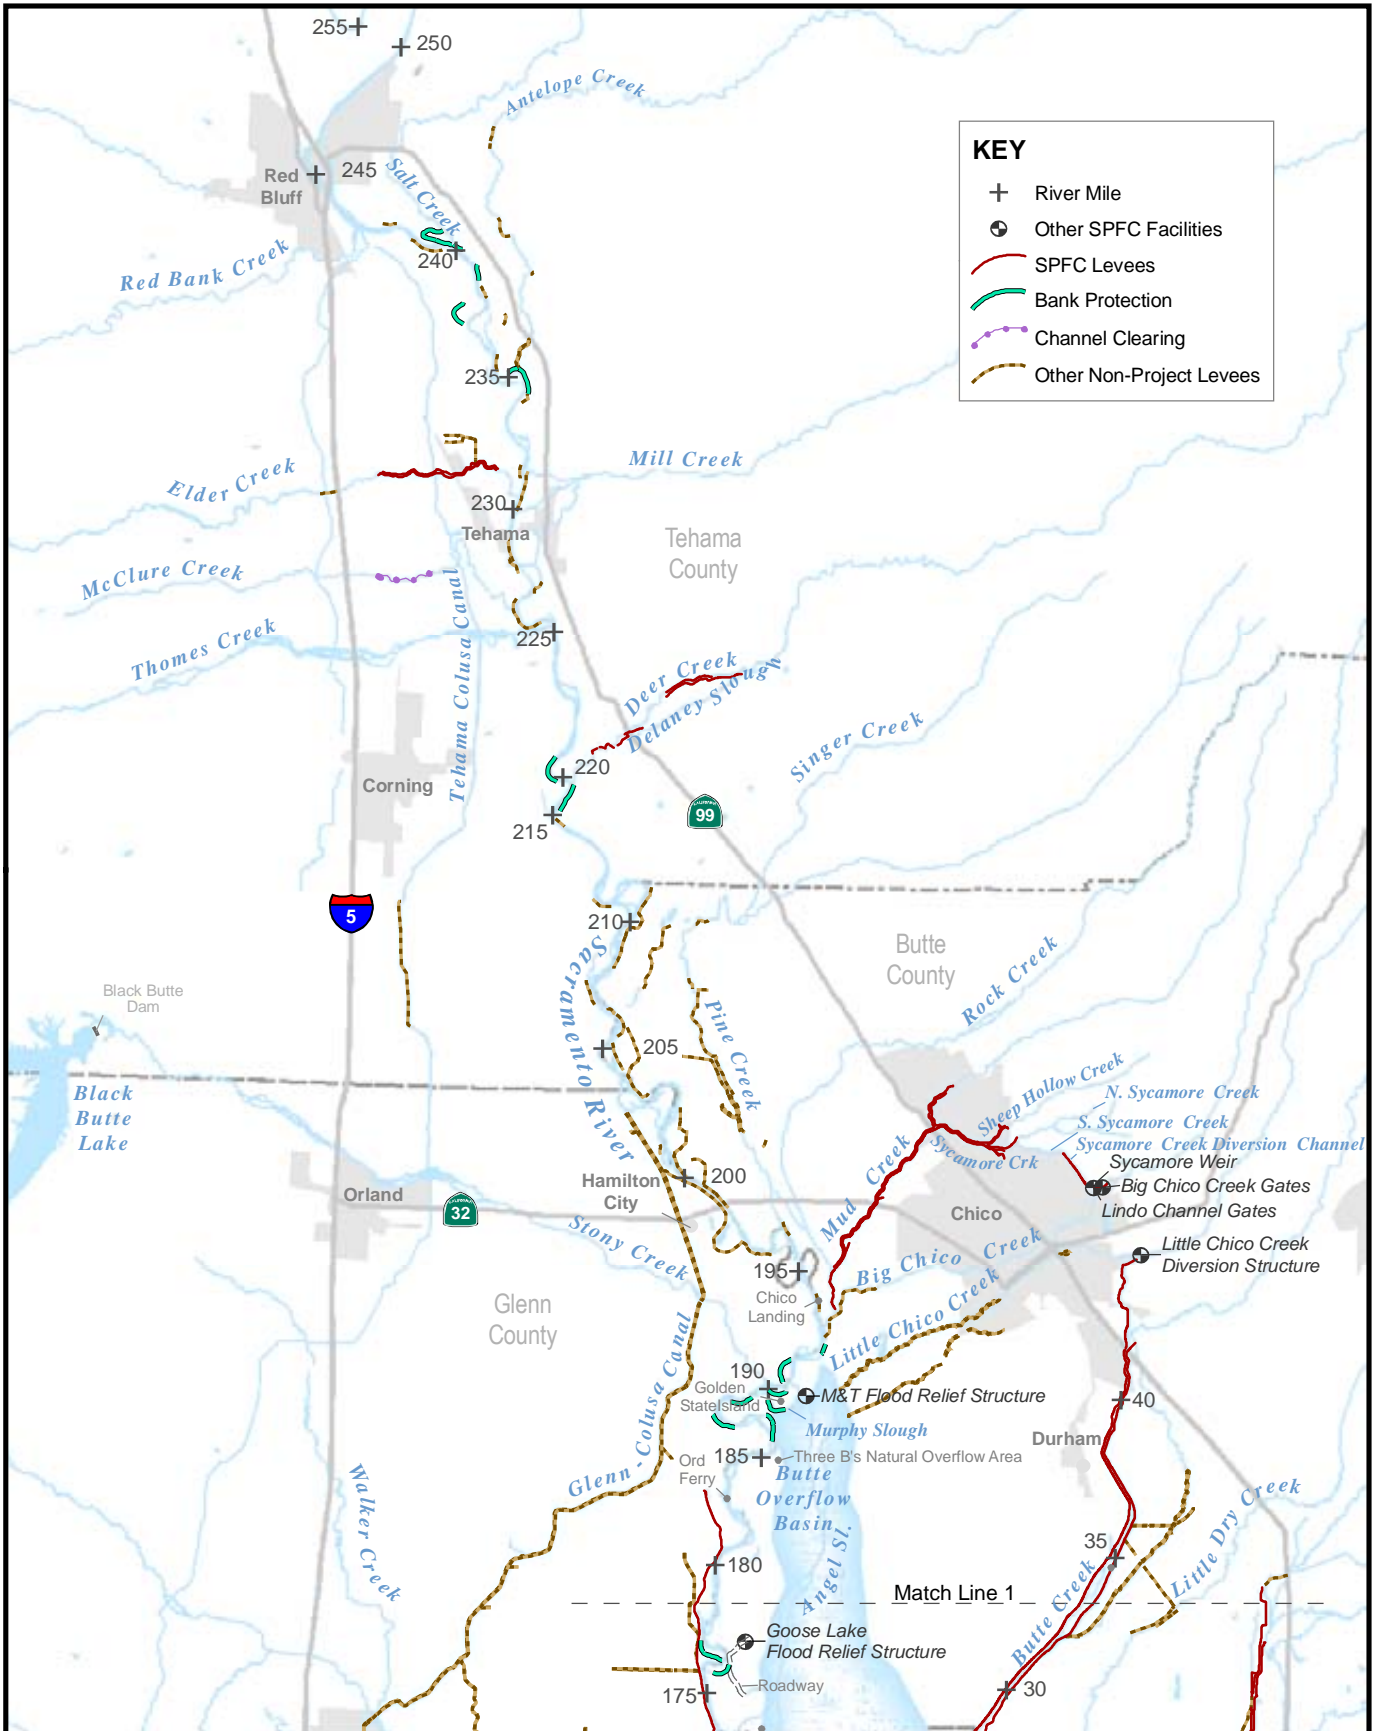 255
250
Antelope Creek
KEY
River Mile
Other SPFC Facilities
SPFC Levees
Bank Protection
Channel Clearing
Other Non-Project Levees
Red
Bluff
245
Salt Creek
240
Red Bank Creek
235
Elder Creek
Mill Creek
230
Tehama
Tehama
County
McClure Creek
Tehama Colusa Canal
Thomes Creek
225
Deer Creek
Delaney Slough
Singer Creek
Corning
220
99
215
5
210
Sacramento River
Butte
County
Rock Creek
Black Butte
Dam
Pine Creek
205
Black
Butte
Lake
Sheep Hollow Creek
N. Sycamore Creek
S. Sycamore Creek
Sycamore Creek Diversion Channel
Sycamore Crk
Sycamore Weir
Big Chico Creek Gates
Lindo Channel Gates
Mud Creek
200
Hamilton
City
Orland
32
Chico
Stony Creek
Big Chico Creek
Little Chico Creek
Diversion Structure
195
Chico
Landing
Glenn
County
Little Chico Creek
190
Golden
StateIsland
M&T Flood Relief Structure
40
Murphy Slough
Durham
185
Three B's Natural Overflow Area
Ord
Ferry
Butte
Overflow
Basin
Glenn-Colusa Canal
Walker Creek
Angel Sl.
Little Dry Creek
35
180
Butte Creek
Match Line 1
Goose Lake
Flood Relief Structure
Roadway
175
30